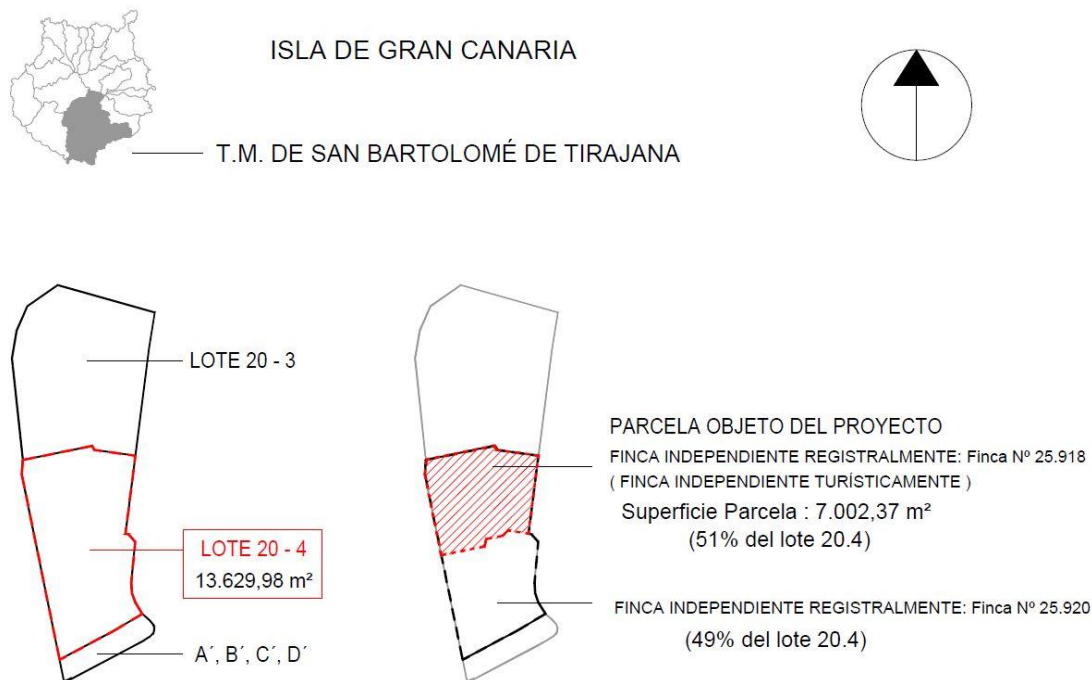 ISLA DE GRAN CANARIA
T.M. DE SAN BARTOLOMÉ DE TIRAJANA
LOTE 20 - 3
LOTE 20 - 4
13.629,98 m²
A´, B´, C´, D´
PARCELA OBJETO DEL PROYECTO
FINCA INDEPENDIENTE REGISTRALMENTE: Finca Nº 25.918
( FINCA INDEPENDIENTE TURÍSTICAMENTE )
Superficie Parcela : 7.002,37 m²
(51% del lote 20.4)
FINCA INDEPENDIENTE REGISTRALMENTE: Finca Nº 25.920
(49% del lote 20.4)